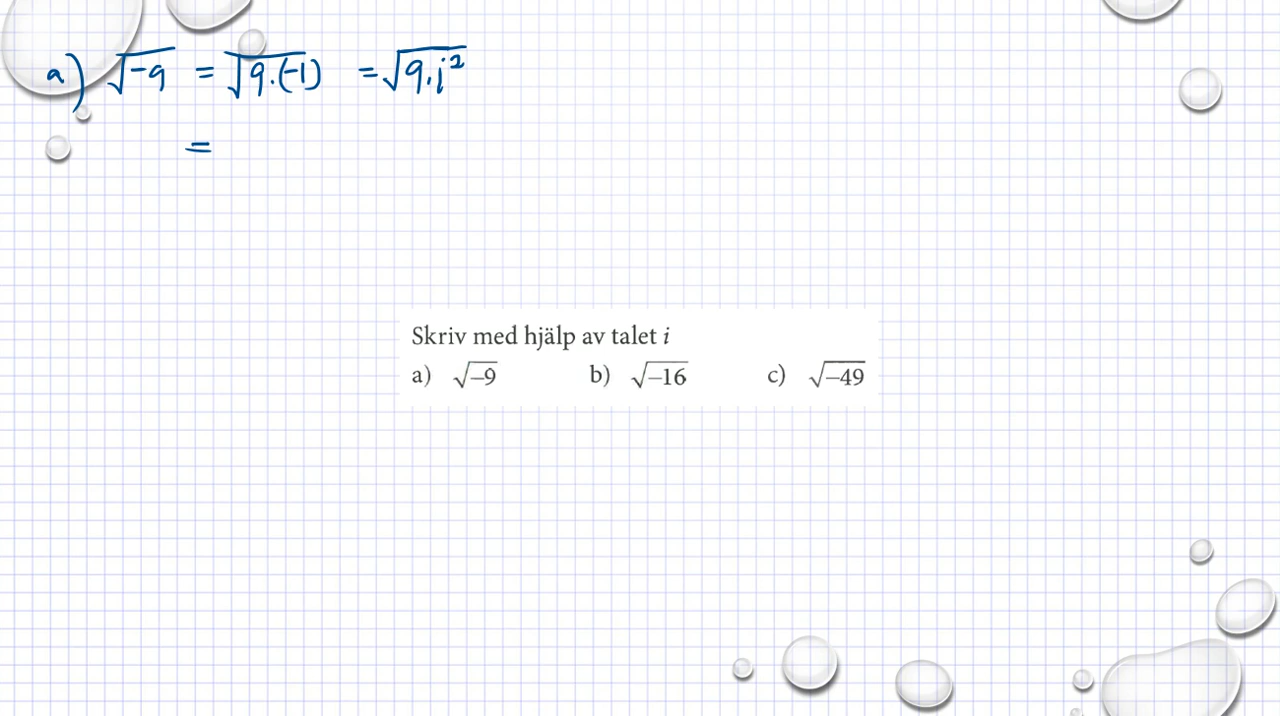 a) √-9 = √9·(-1) = √9·i²
=
Skriv med hjälp av talet i
a) √–9 b) √–16 c) √–49